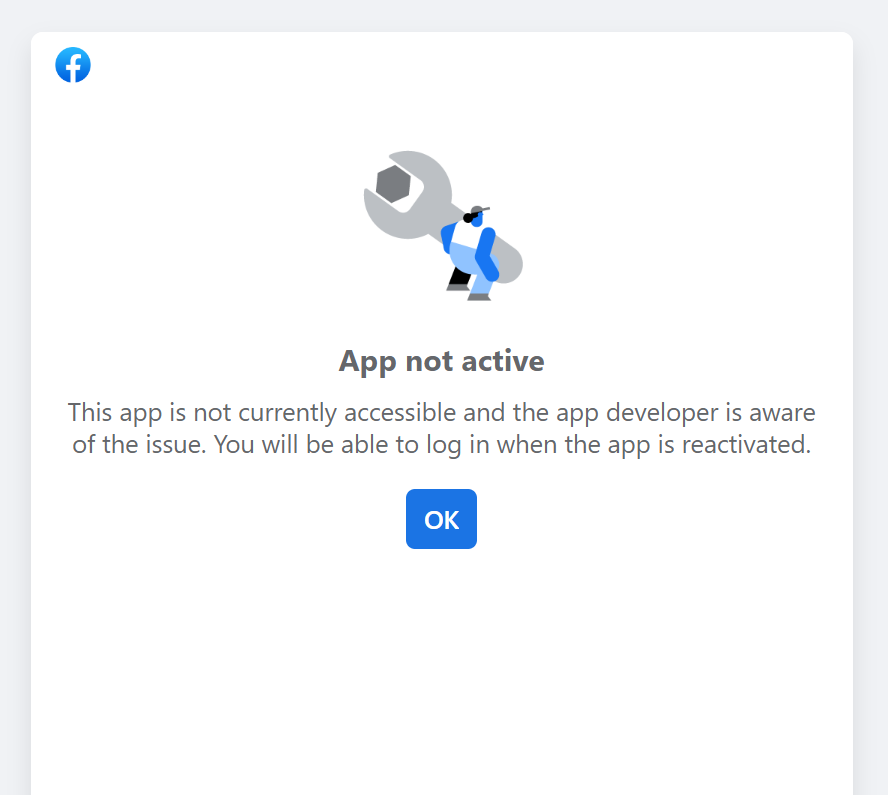 App not active
This app is not currently accessible and the app developer is aware
of the issue. You will be able to log in when the app is reactivated.
OK